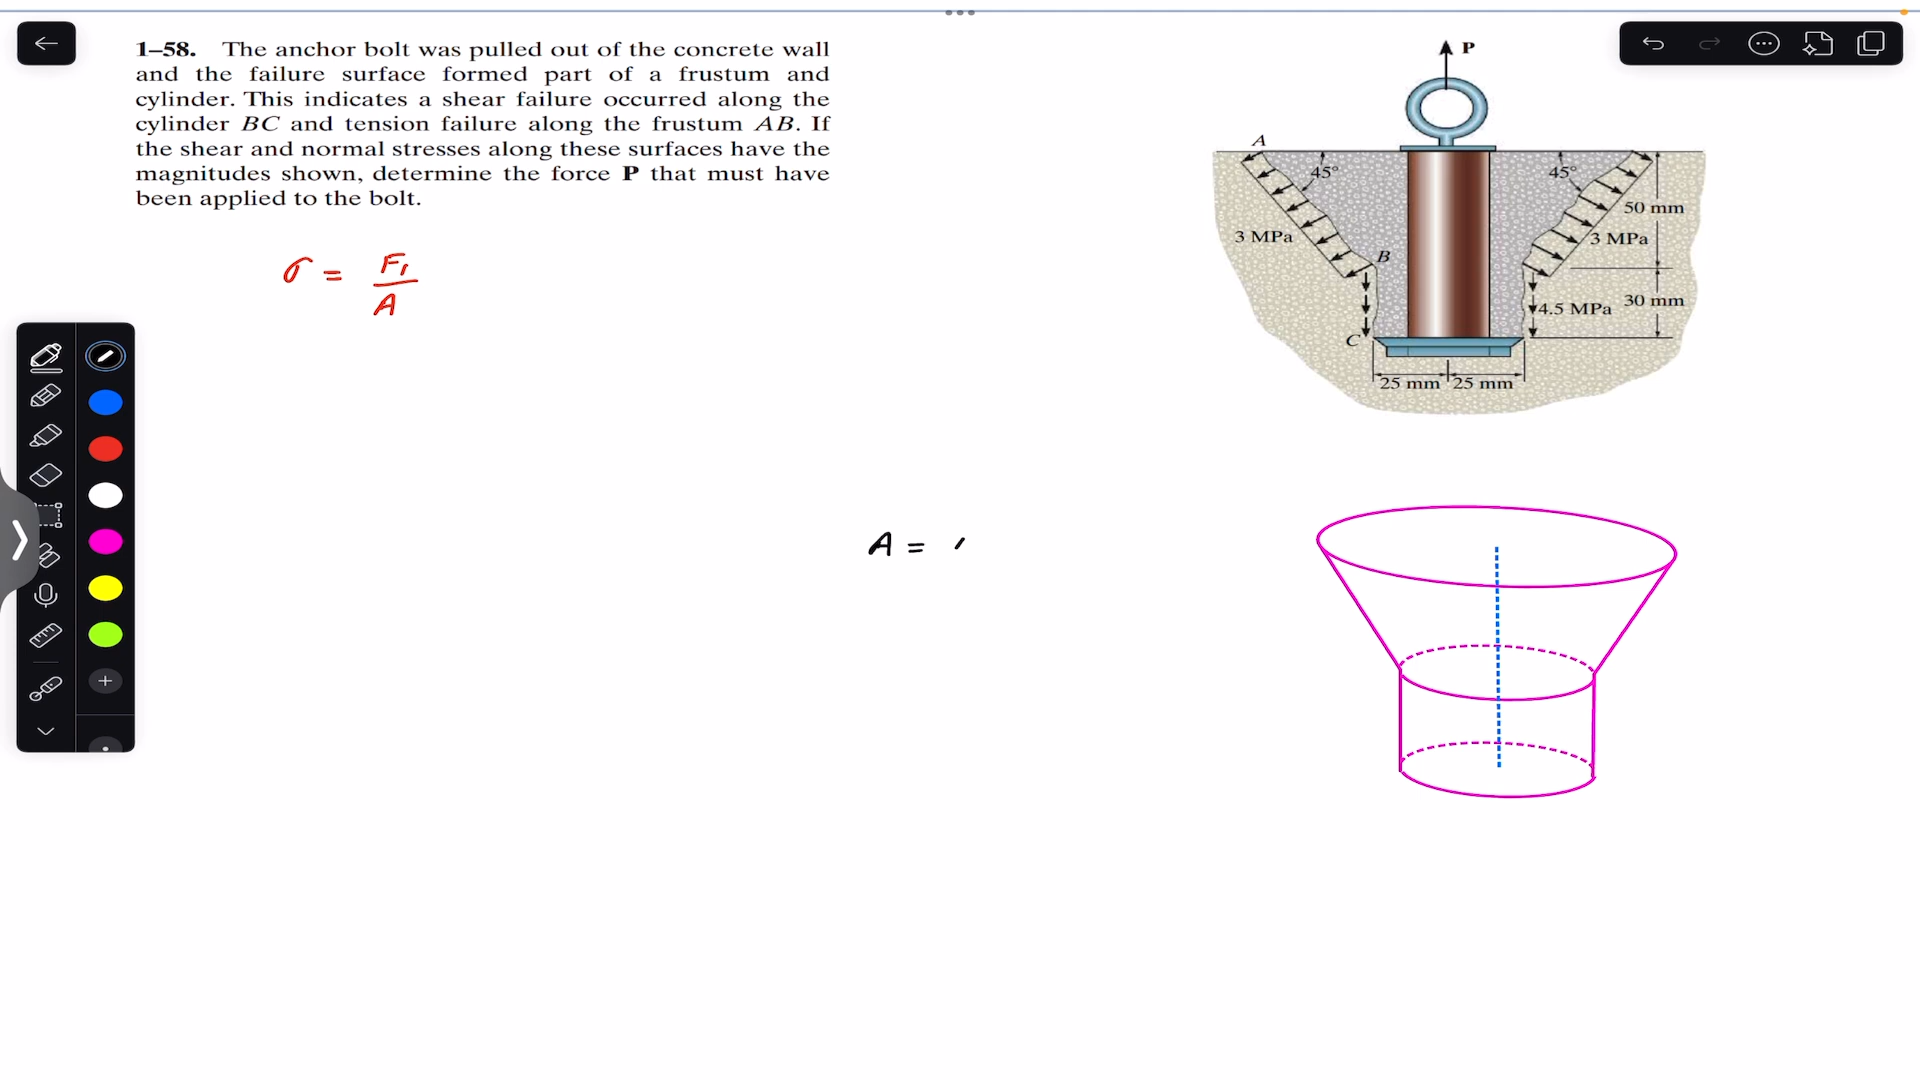 1–58. The anchor bolt was pulled out of the concrete wall
and the failure surface formed part of a frustum and
cylinder. This indicates a shear failure occurred along the
cylinder BC and tension failure along the frustum AB. If
the shear and normal stresses along these surfaces have the
magnitudes shown, determine the force P that must have
been applied to the bolt.
P
A
45°
45°
50 mm
3 MPa
3 MPa
B
30 mm
4.5 MPa
C
25 mm
25 mm
σ = F₁ / A
A =